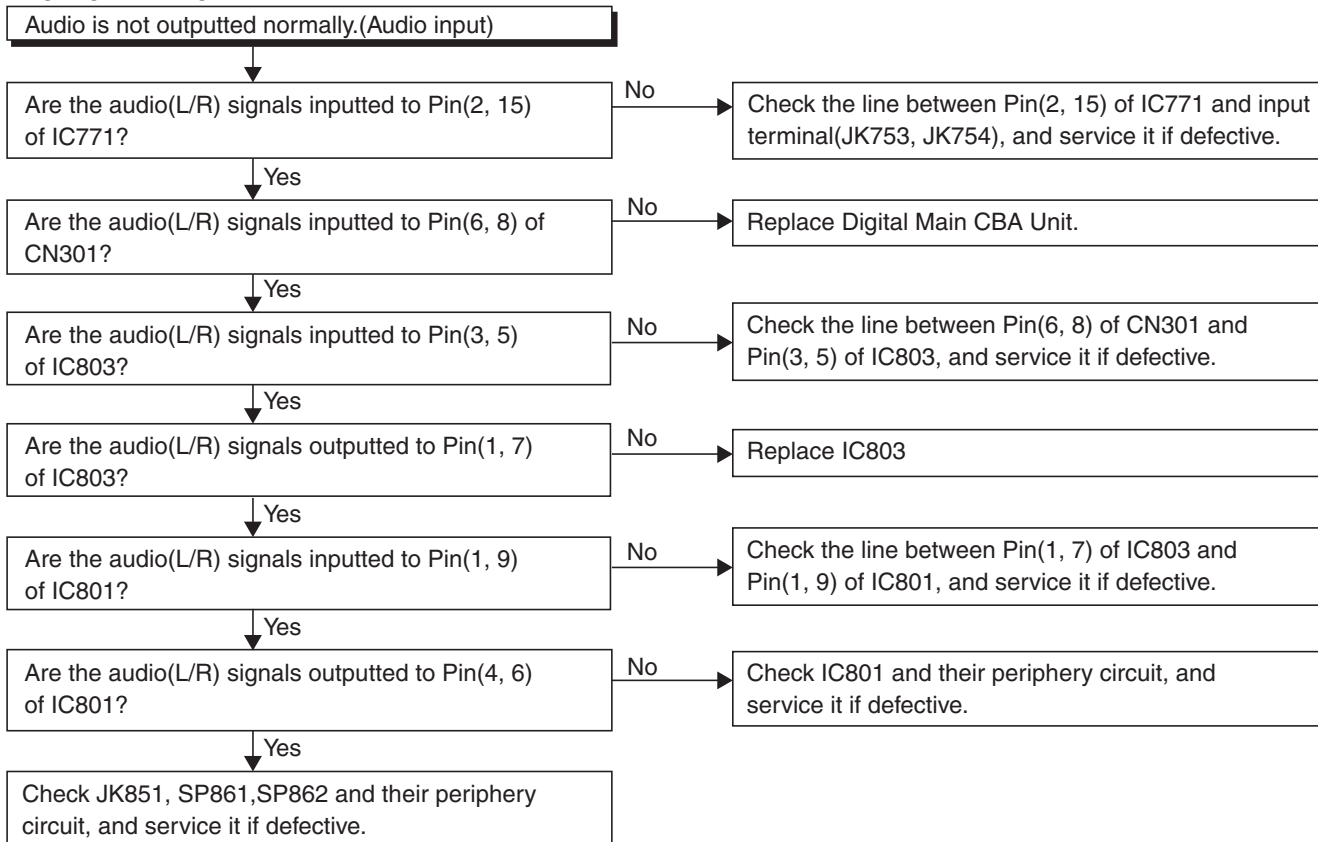 Audio is not outputted normally.(Audio input)
Are the audio(L/R) signals inputted to Pin(2, 15)
of IC771?
No
Check the line between Pin(2, 15) of IC771 and input
terminal(JK753, JK754), and service it if defective.
Yes
Are the audio(L/R) signals inputted to Pin(6, 8) of
CN301?
No
Replace Digital Main CBA Unit.
Yes
Are the audio(L/R) signals inputted to Pin(3, 5)
of IC803?
No
Check the line between Pin(6, 8) of CN301 and
Pin(3, 5) of IC803, and service it if defective.
Yes
Are the audio(L/R) signals outputted to Pin(1, 7)
of IC803?
No
Replace IC803
Yes
Are the audio(L/R) signals inputted to Pin(1, 9)
of IC801?
No
Check the line between Pin(1, 7) of IC803 and
Pin(1, 9) of IC801, and service it if defective.
Yes
Are the audio(L/R) signals outputted to Pin(4, 6)
of IC801?
No
Check IC801 and their periphery circuit, and
service it if defective.
Yes
Check JK851, SP861,SP862 and their periphery
circuit, and service it if defective.